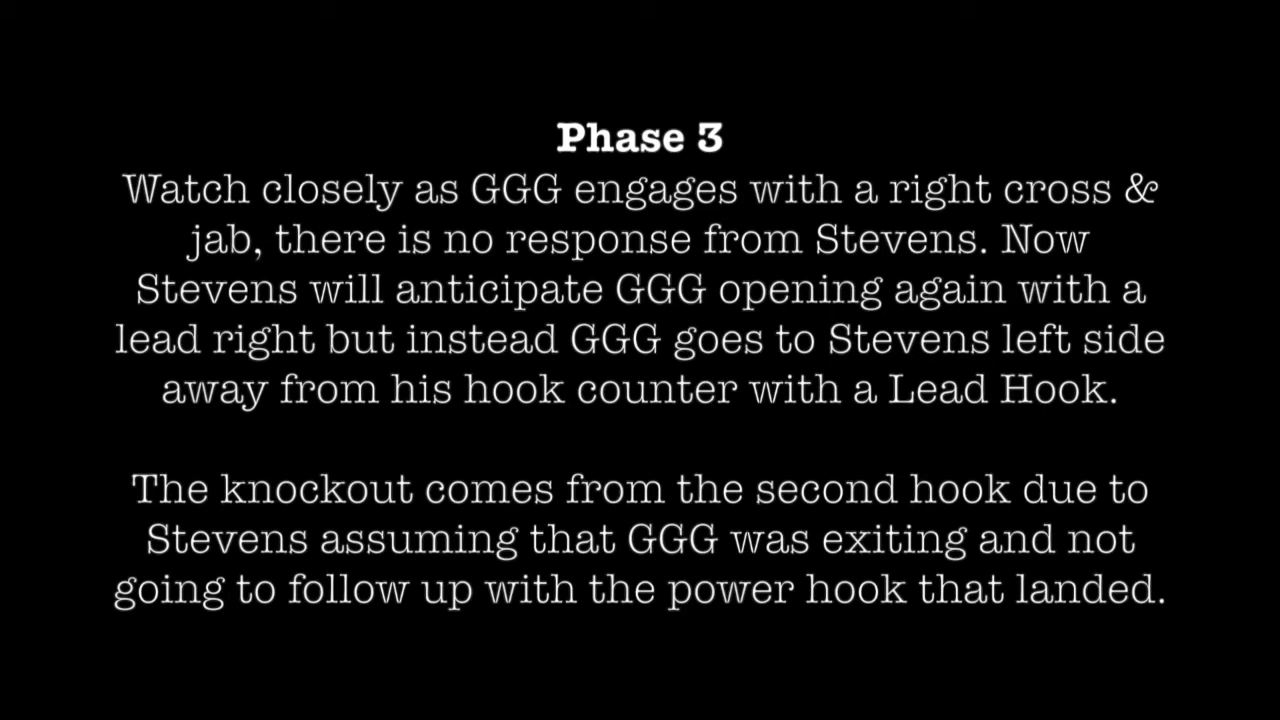 Phase 3
Watch closely as GGG engages with a right cross &
jab, there is no response from Stevens. Now
Stevens will anticipate GGG opening again with a
lead right but instead GGG goes to Stevens left side
away from his hook counter with a Lead Hook.
The knockout comes from the second hook due to
Stevens assuming that GGG was exiting and not
going to follow up with the power hook that landed.